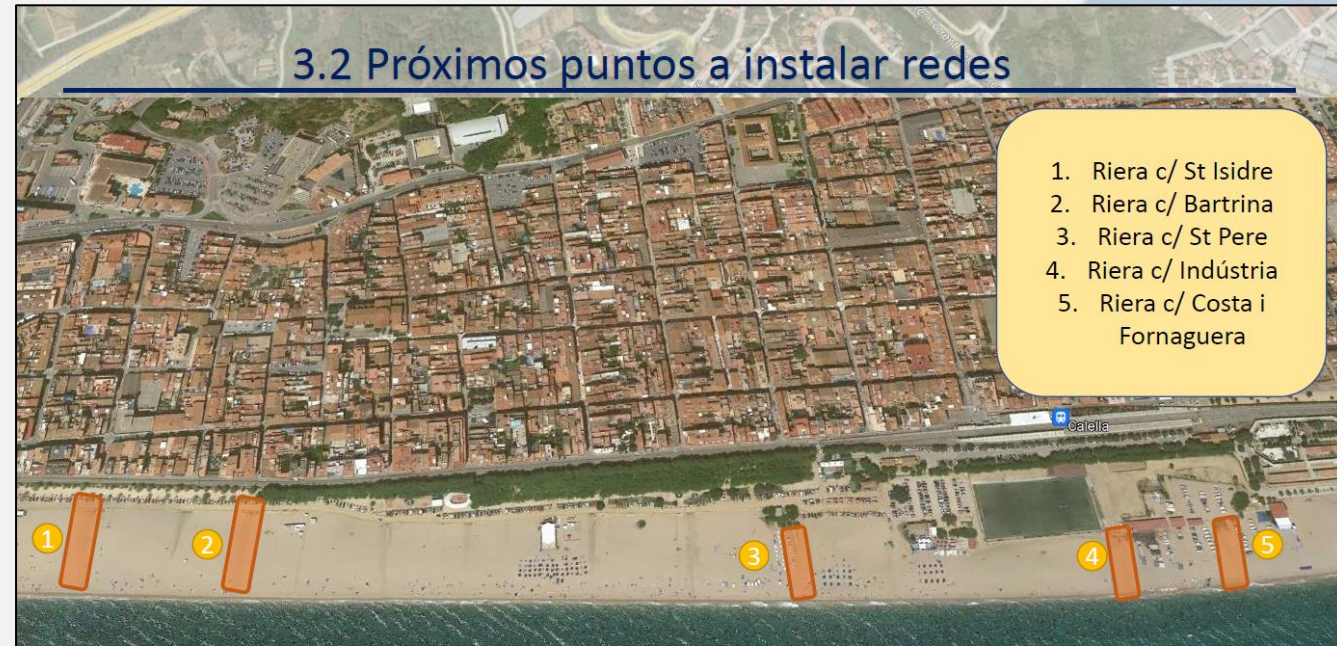 3.2 Próximos puntos a instalar redes
1. Riera c/ St Isidre
2. Riera c/ Bartrina
3. Riera c/ St Pere
4. Riera c/ Indústria
5. Riera c/ Costa i
Fornaguera
Calella
1
2
3
4
5